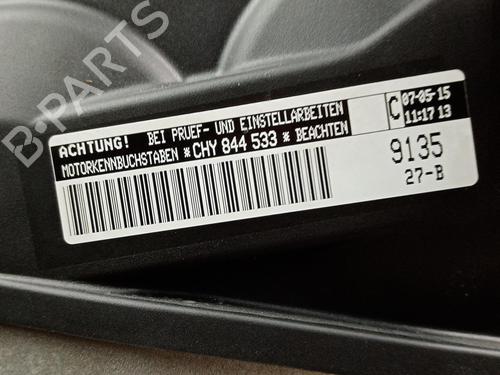 B-PARTS
ACHTUNG! BEI PRUEF- UND EINSTELLARBEITEN
MOTORKENNBUCHSTABEN *CHY 844 533 * BEACHTEN
C
07-05-15
11:17 13
9135
27-B